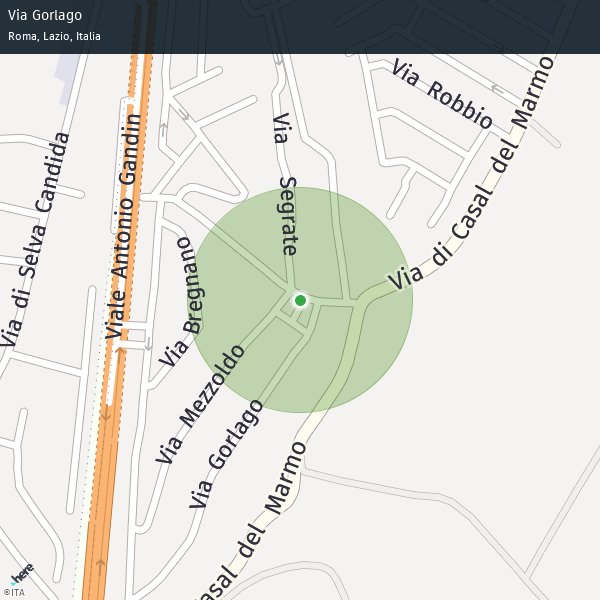 Via Gorlago
Roma, Lazio, Italia
Via Robbio
Via di Casal del Marmo
Via Segrate
Viale Antonio Gandin
Via di Selva Candida
Via Bregnano
Via Mezzoldo
Via Gorlago
asal del Marmo
here
©ITA